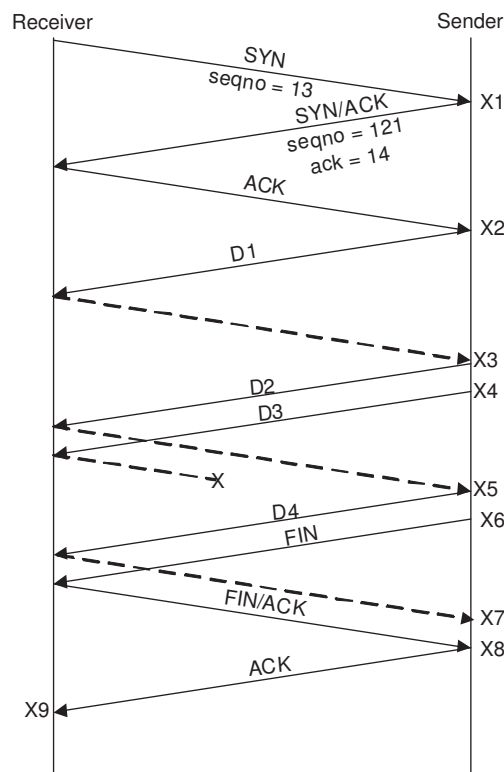 Receiver
Sender
SYN
seqno = 13
X1
SYN/ACK
seqno = 121
ack = 14
ACK
X2
D1
X3
D2
X4
D3
X
X5
D4
X6
FIN
FIN/ACK
X7
X8
ACK
X9